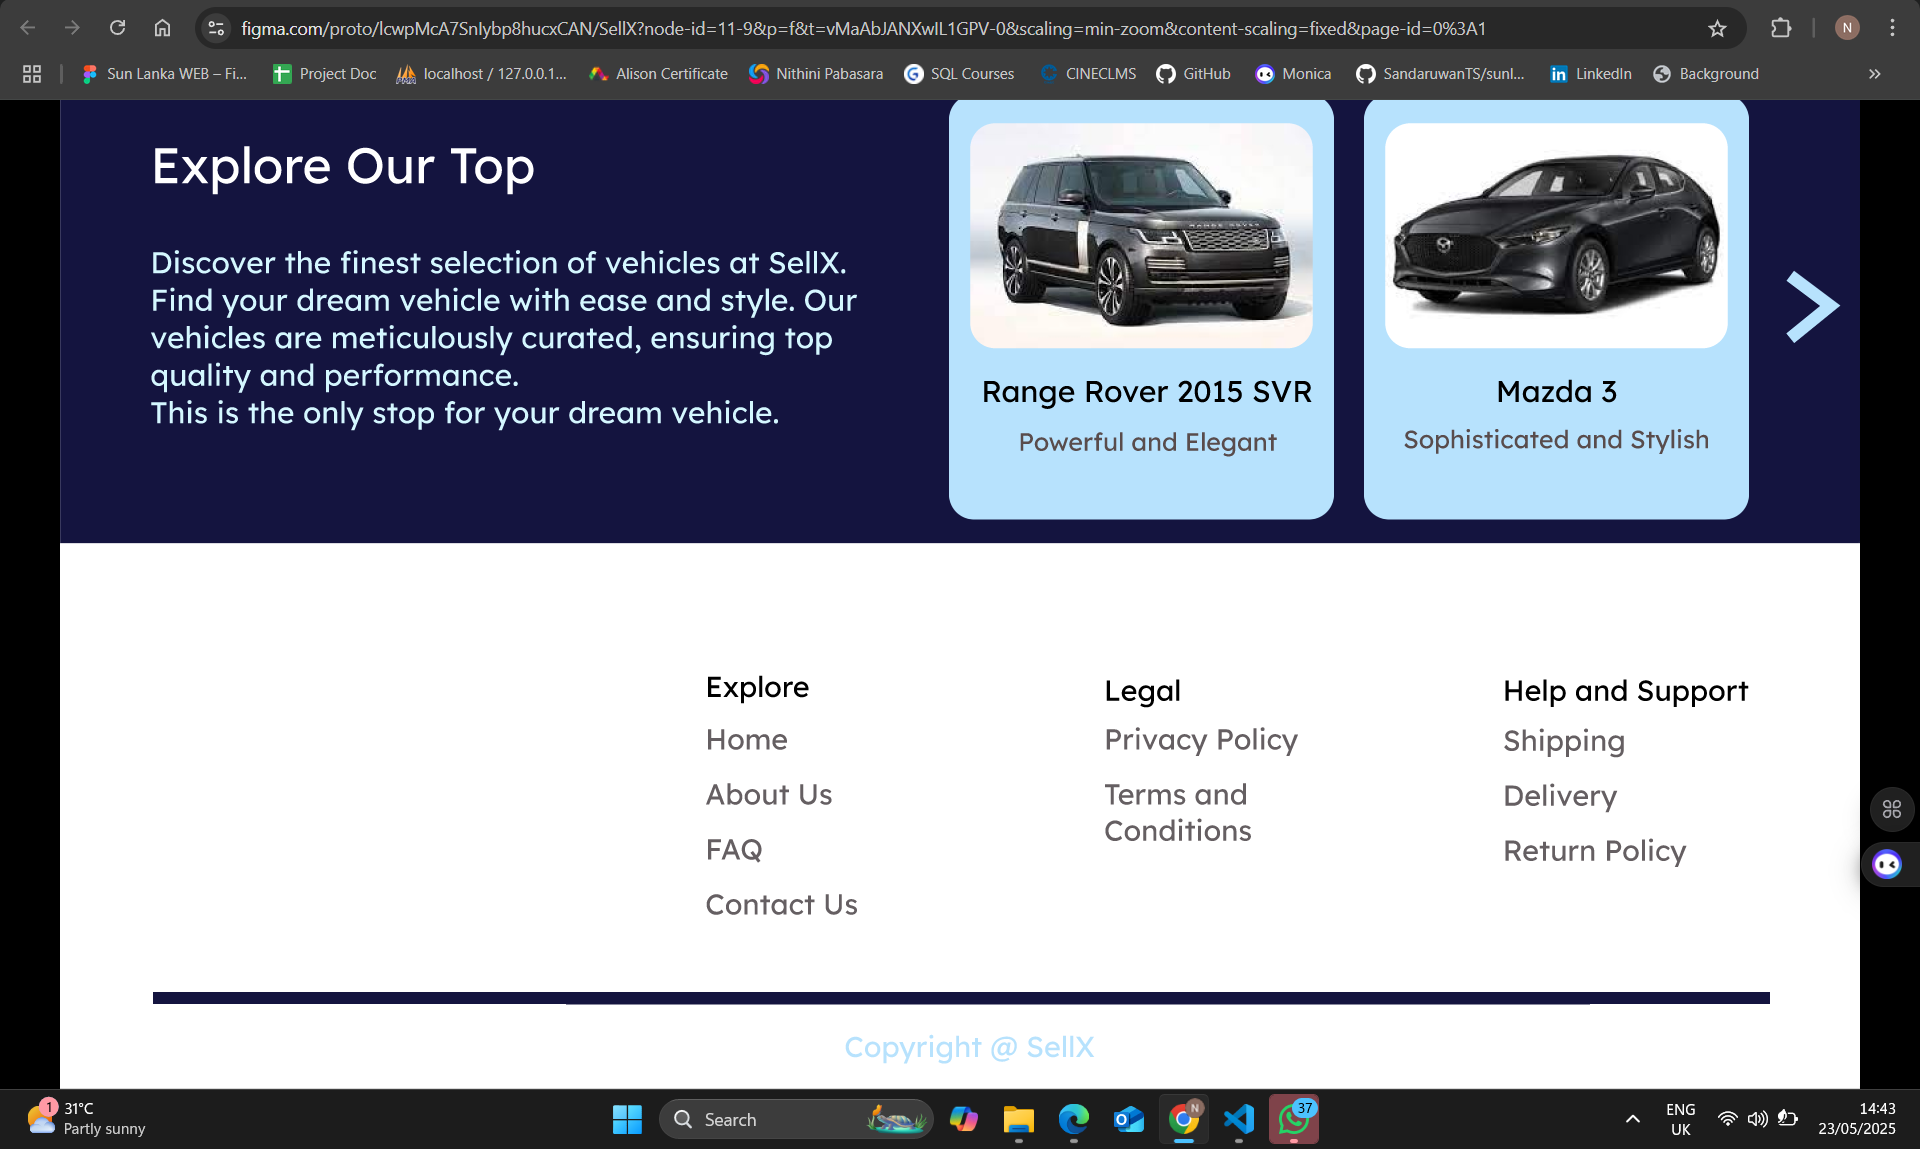 figma.com/proto/lcwpMcA7SnIybp8hucxCAN/SellX?node-id=11-9&p=f&t=vMaAbJANXwIL1GPV-0&scaling=min-zoom&content-scaling=fixed&page-id=0%3A1
N
Sun Lanka WEB – Fi...
Project Doc
localhost / 127.0.0.1...
Alison Certificate
Nithini Pabasara
SQL Courses
CINECLMS
GitHub
Monica
SandaruwanTS/sunl...
LinkedIn
Background
Explore Our Top
Discover the finest selection of vehicles at SellX.
Find your dream vehicle with ease and style. Our
vehicles are meticulously curated, ensuring top
quality and performance.
This is the only stop for your dream vehicle.
RANGE ROVER
Range Rover 2015 SVR
Powerful and Elegant
Mazda 3
Sophisticated and Stylish
Explore
Home
About Us
FAQ
Contact Us
Legal
Privacy Policy
Terms and
Conditions
Help and Support
Shipping
Delivery
Return Policy
Copyright @ SellX
1
31°C
Partly sunny
Search
N
37
ENG
UK
14:43
23/05/2025